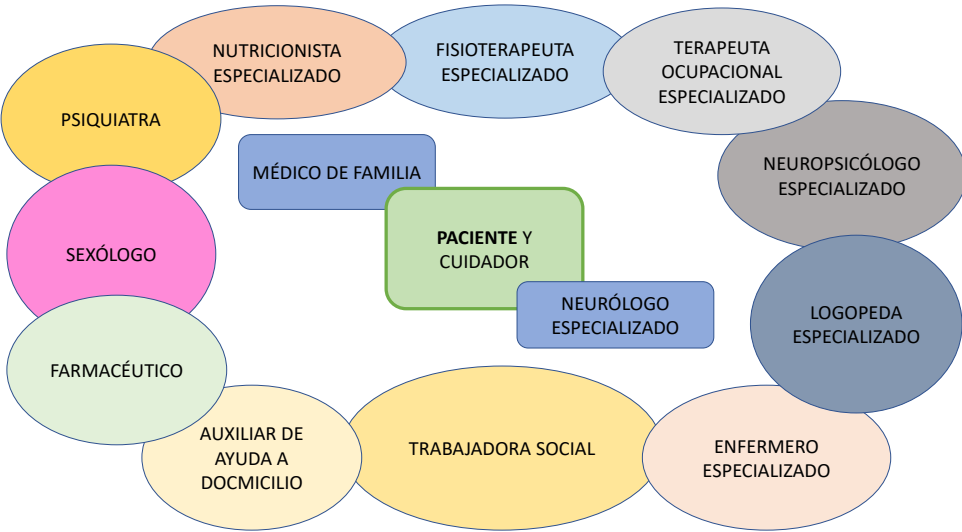 NUTRICIONISTA
ESPECIALIZADO
FISIOTERAPEUTA
ESPECIALIZADO
TERAPEUTA
OCUPACIONAL
ESPECIALIZADO
PSIQUIATRA
MÉDICO DE FAMILIA
NEUROPSICÓLOGO
ESPECIALIZADO
SEXÓLOGO
PACIENTE Y
CUIDADOR
NEURÓLOGO
ESPECIALIZADO
LOGOPEDA
ESPECIALIZADO
FARMACÉUTICO
AUXILIAR DE
AYUDA A
DOCMICILIO
TRABAJADORA SOCIAL
ENFERMERO
ESPECIALIZADO